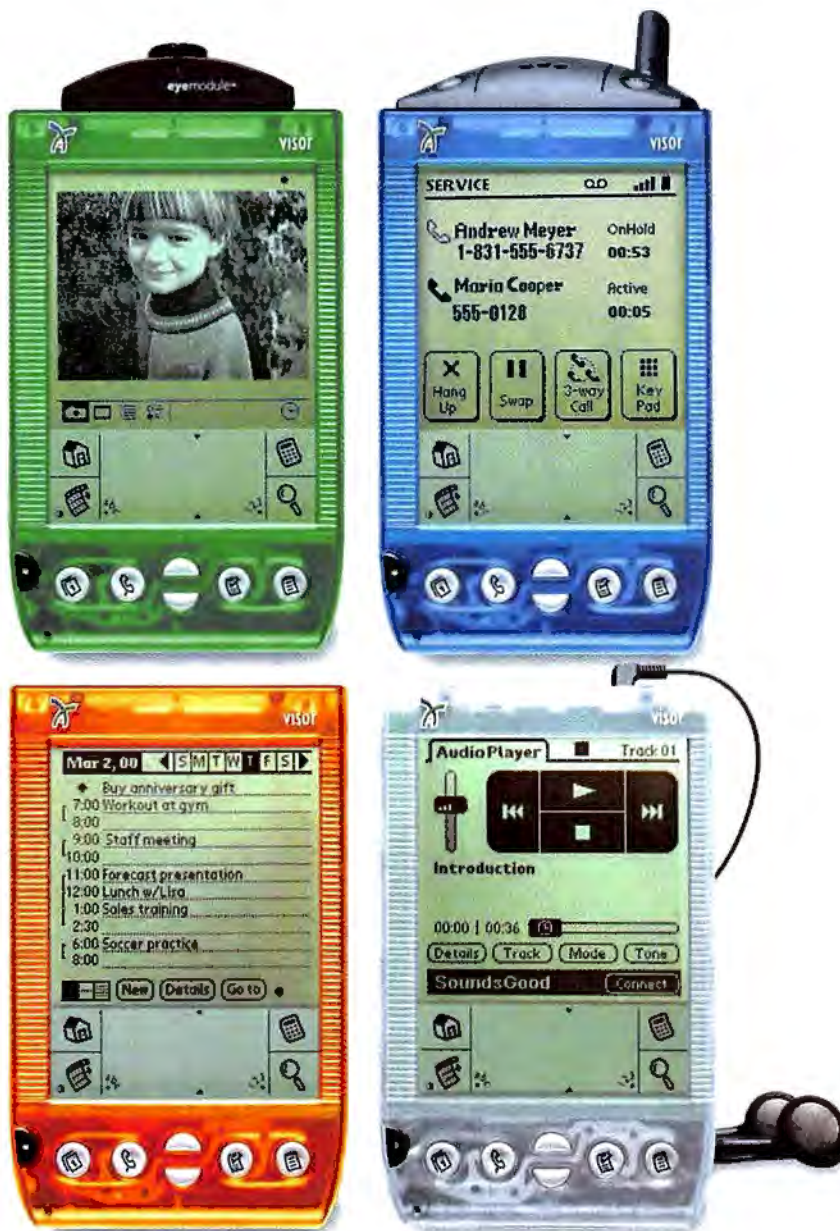 eyemodule™
VISOR
VISOR
SERVICE
Andrew Meyer OnHold
1-831-555-6737 00:53
Maria Cooper Active
555-0128 00:05
Hang Up
Swap
3-way Call
Key Pad
VISOR
Mar 2, 00 S M T W T F S
Buy anniversary gift
7:00 Workout at gym
8:00
9:00 Staff meeting
10:00
11:00 Forecast presentation
12:00 Lunch w/Lisa
1:00 Sales training
2:30
6:00 Soccer practice
8:00
New Details Go to
VISOR
AudioPlayer Track 01
Introduction
00:00 | 00:36
Details Track Mode Tone
SoundsGood Connect